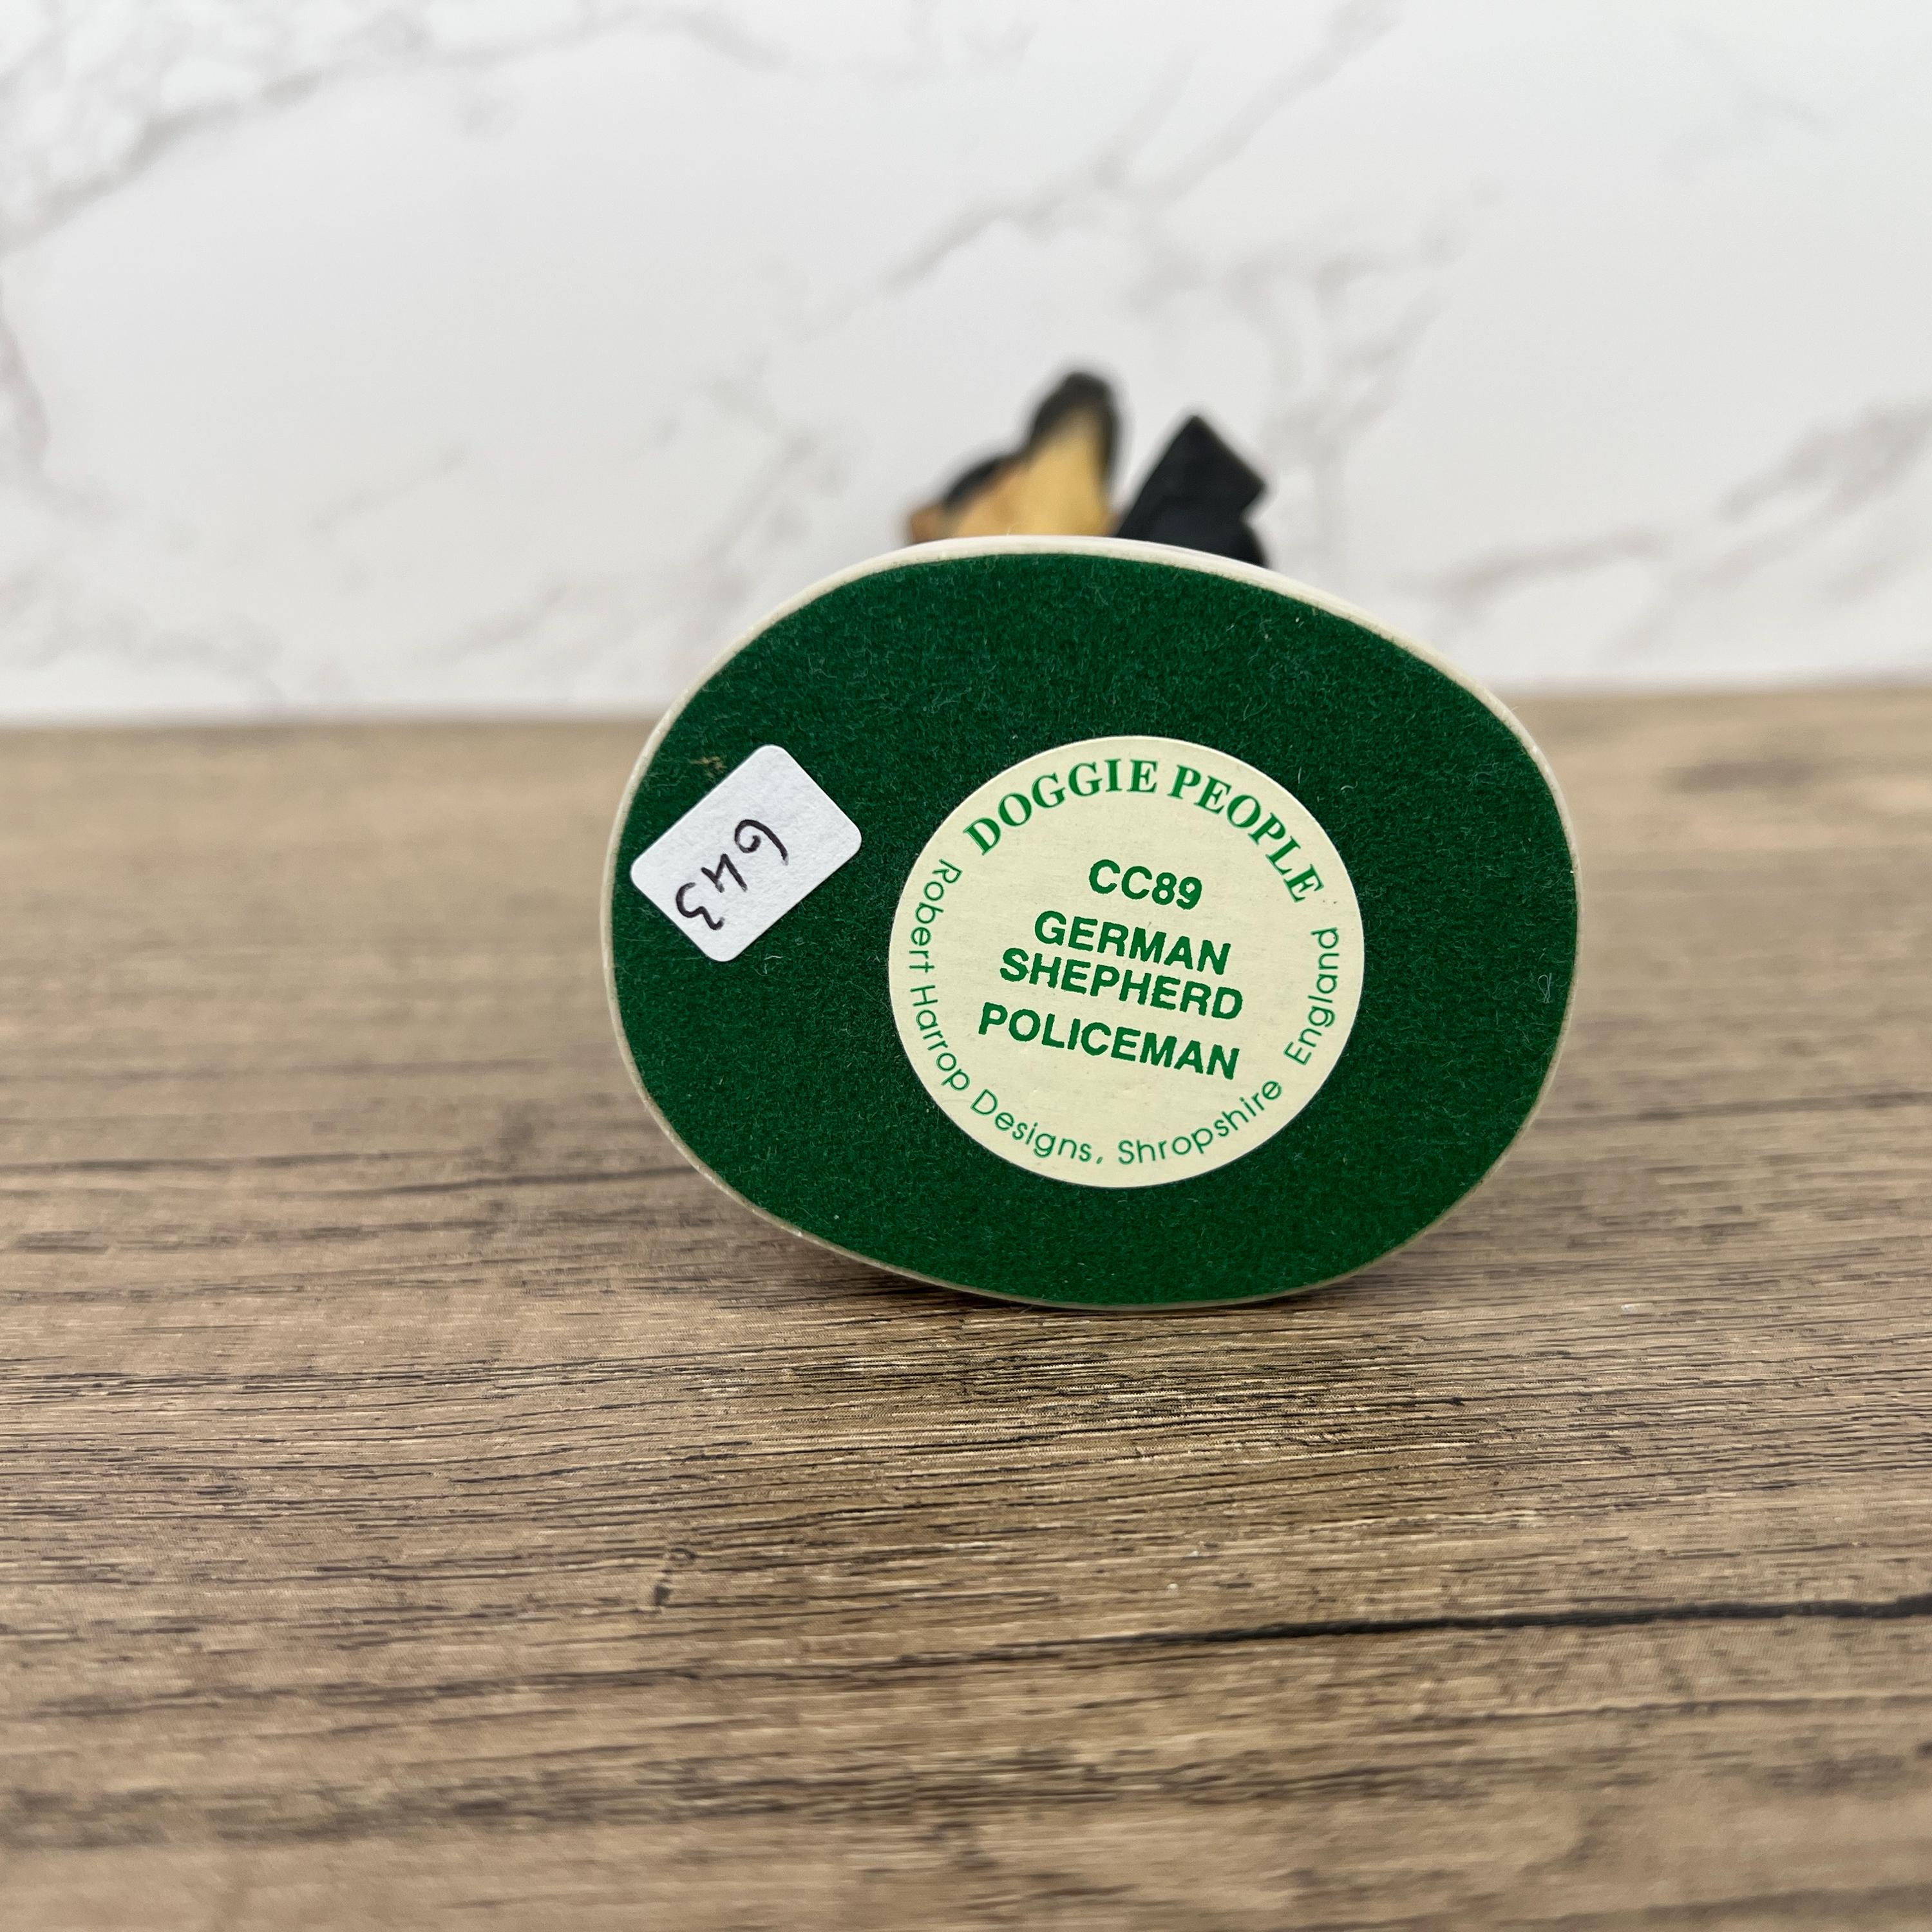 643
DOGGIE PEOPLE
CC89
GERMAN
SHEPHERD
POLICEMAN
Robert Harrop Designs, Shropshire England